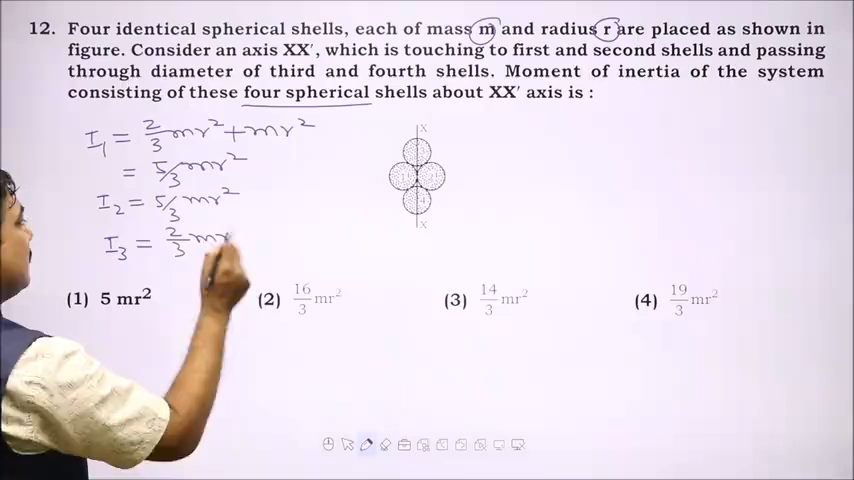 12. Four identical spherical shells, each of mass m and radius r are placed as shown in
figure. Consider an axis XX′, which is touching to first and second shells and passing
through diameter of third and fourth shells. Moment of inertia of the system
consisting of these four spherical shells about XX′ axis is :
I₁ = 2/3 mr² + mr²
= 5/3 mr²
I₂ = 5/3 mr²
I₃ = 2/3 mr
X
4
X
(1) 5 mr² (2) 16/3 mr² (3) 14/3 mr² (4) 19/3 mr²